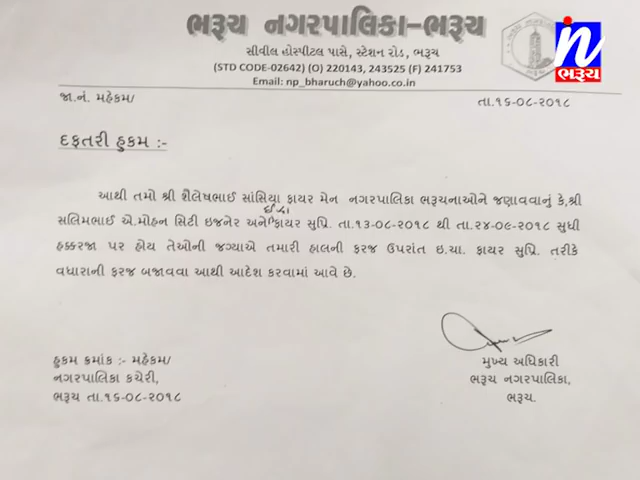 ભરૂચ નગરપાલિકા-ભરૂચ
સીવીલ હોસ્પીટલ પાસે, સ્ટેશન રોડ, ભરૂચ
(STD CODE-02642) (O) 220143, 243525 (F) 241753
Email: np_bharuch@yahoo.co.in
in
ભરૂચ
જા.નં. મહેકમ/
તા.૧૬-૦૮-૨૦૧૮
દફતરી હુકમ :-
આથી તમો શ્રી શૈલેષભાઈ સાંસિયા ફાયર મેન નગરપાલિકા ભરૂચનાઓને જણાવવાનું કે,શ્રી
સલિમભાઈ એ.મોહન સિટી ઇજનેર અને ફાયર સુપ્રિ. તા.૧૩-૦૮-૨૦૧૮ થી તા.૨૪-૦૯-૨૦૧૮ સુધી
હક્કરજા પર હોય તેઓની જગ્યાએ તમારી હાલની ફરજ ઉપરાંત ઇ.ચા. ફાયર સુપ્રિ. તરીકે
વધારાની ફરજ બજાવવા આથી આદેશ કરવામાં આવે છે.
હુકમ ક્રમાંક :- મહેકમ/
નગરપાલિકા કચેરી,
ભરૂચ તા.૧૬-૦૮-૨૦૧૮
મુખ્ય અધિકારી
ભરૂચ નગરપાલિકા,
ભરૂચ.